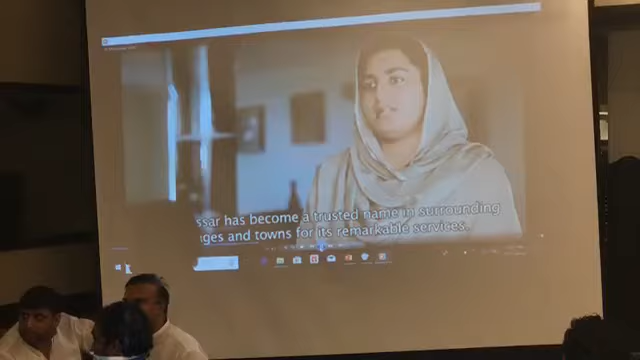 ssar has become a trusted name in surrounding
ges and towns for its remarkable services.